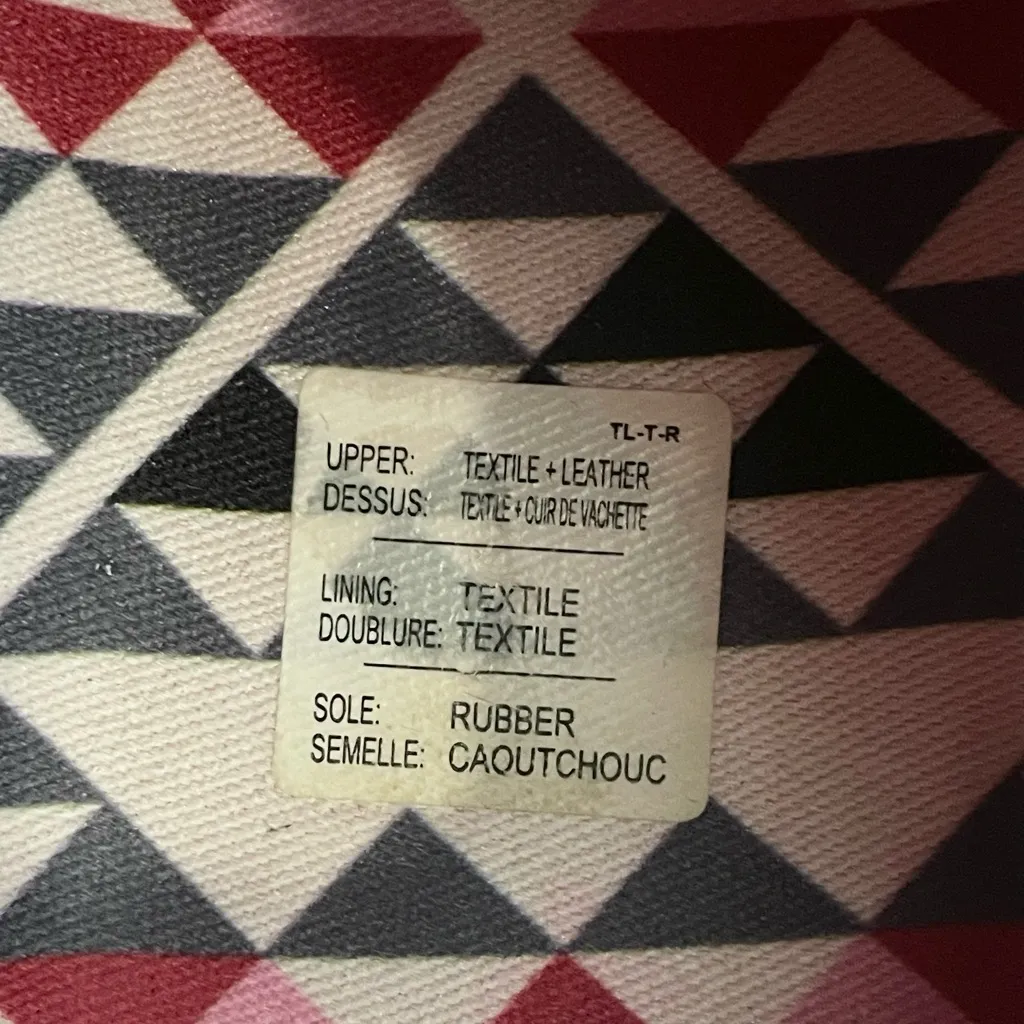 TL-T-R
UPPER: TEXTILE + LEATHER
DESSUS: TEXTILE + CUIR DE VACHETTE
LINING: TEXTILE
DOUBLURE: TEXTILE
SOLE: RUBBER
SEMELLE: CAOUTCHOUC